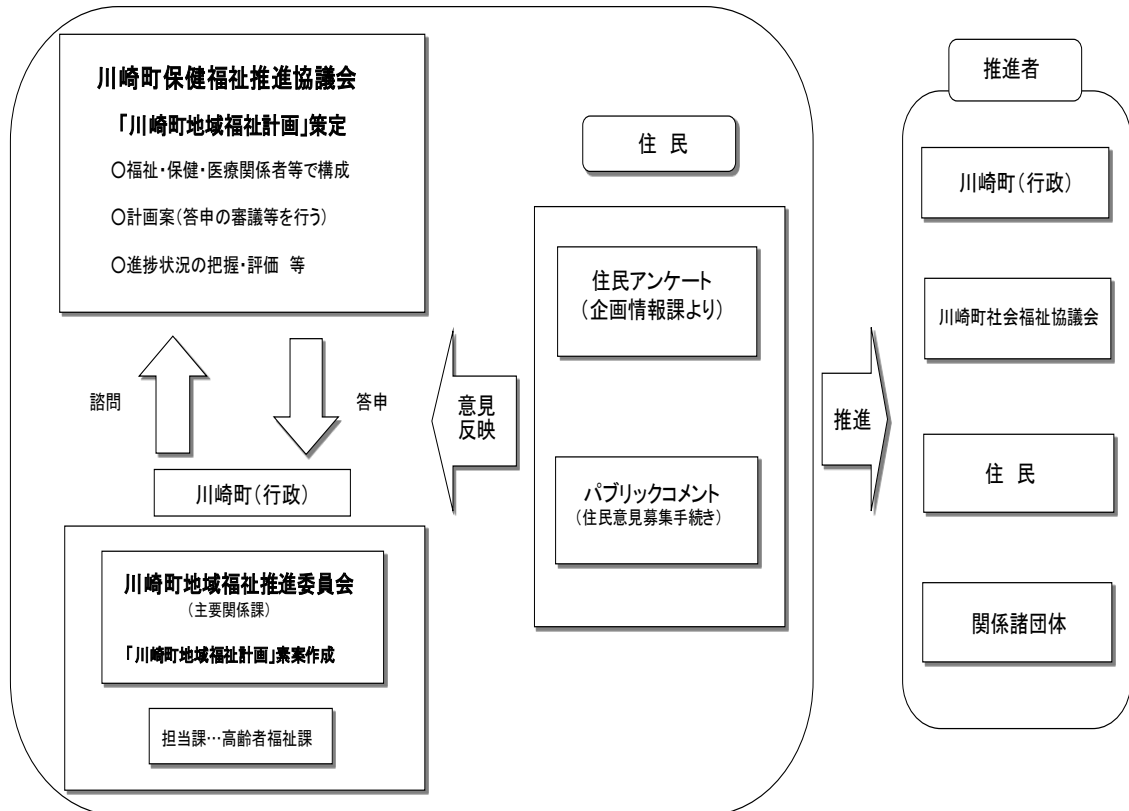 川崎町保健福祉推進協議会
「川崎町地域福祉計画」策定
○福祉・保健・医療関係者等で構成
○計画案(答申の審議等を行う)
○進捗状況の把握・評価 等
諮問
答申
川崎町(行政)
川崎町地域福祉推進委員会
(主要関係課)
「川崎町地域福祉計画」素案作成
担当課…高齢者福祉課
意見
反映
住 民
住民アンケート
(企画情報課より)
パブリックコメント
(住民意見募集手続き)
推進
推進者
川崎町(行政)
川崎町社会福祉協議会
住 民
関係諸団体